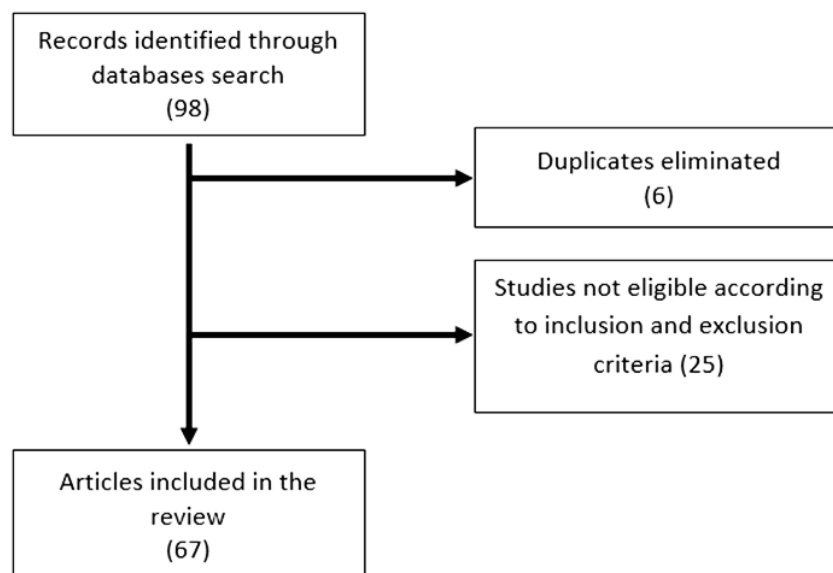 Records identified through
databases search
(98)
Duplicates eliminated
(6)
Studies not eligible according
to inclusion and exclusion
criteria (25)
Articles included in the
review
(67)